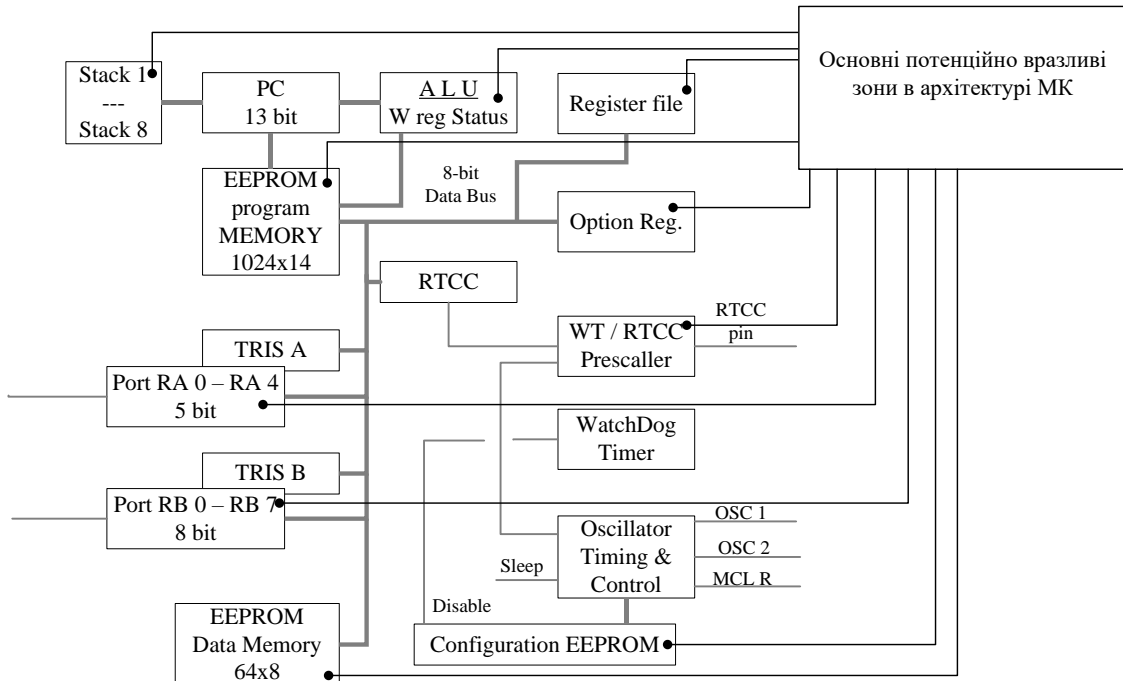 Stack 1
---
Stack 8
PC
13 bit
A L U
W reg Status
Register file
Основні потенційно вразливі
зони в архітектурі МК
EEPROM
program
MEMORY
1024x14
8-bit
Data Bus
Option Reg.
RTCC
WT / RTCC
Prescaller
RTCC
pin
TRIS A
Port RA 0 – RA 4
5 bit
WatchDog
Timer
TRIS B
Port RB 0 – RB 7
8 bit
Oscillator
Timing &
Control
OSC 1
OSC 2
MCL R
Sleep
Disable
EEPROM
Data Memory
64x8
Configuration EEPROM